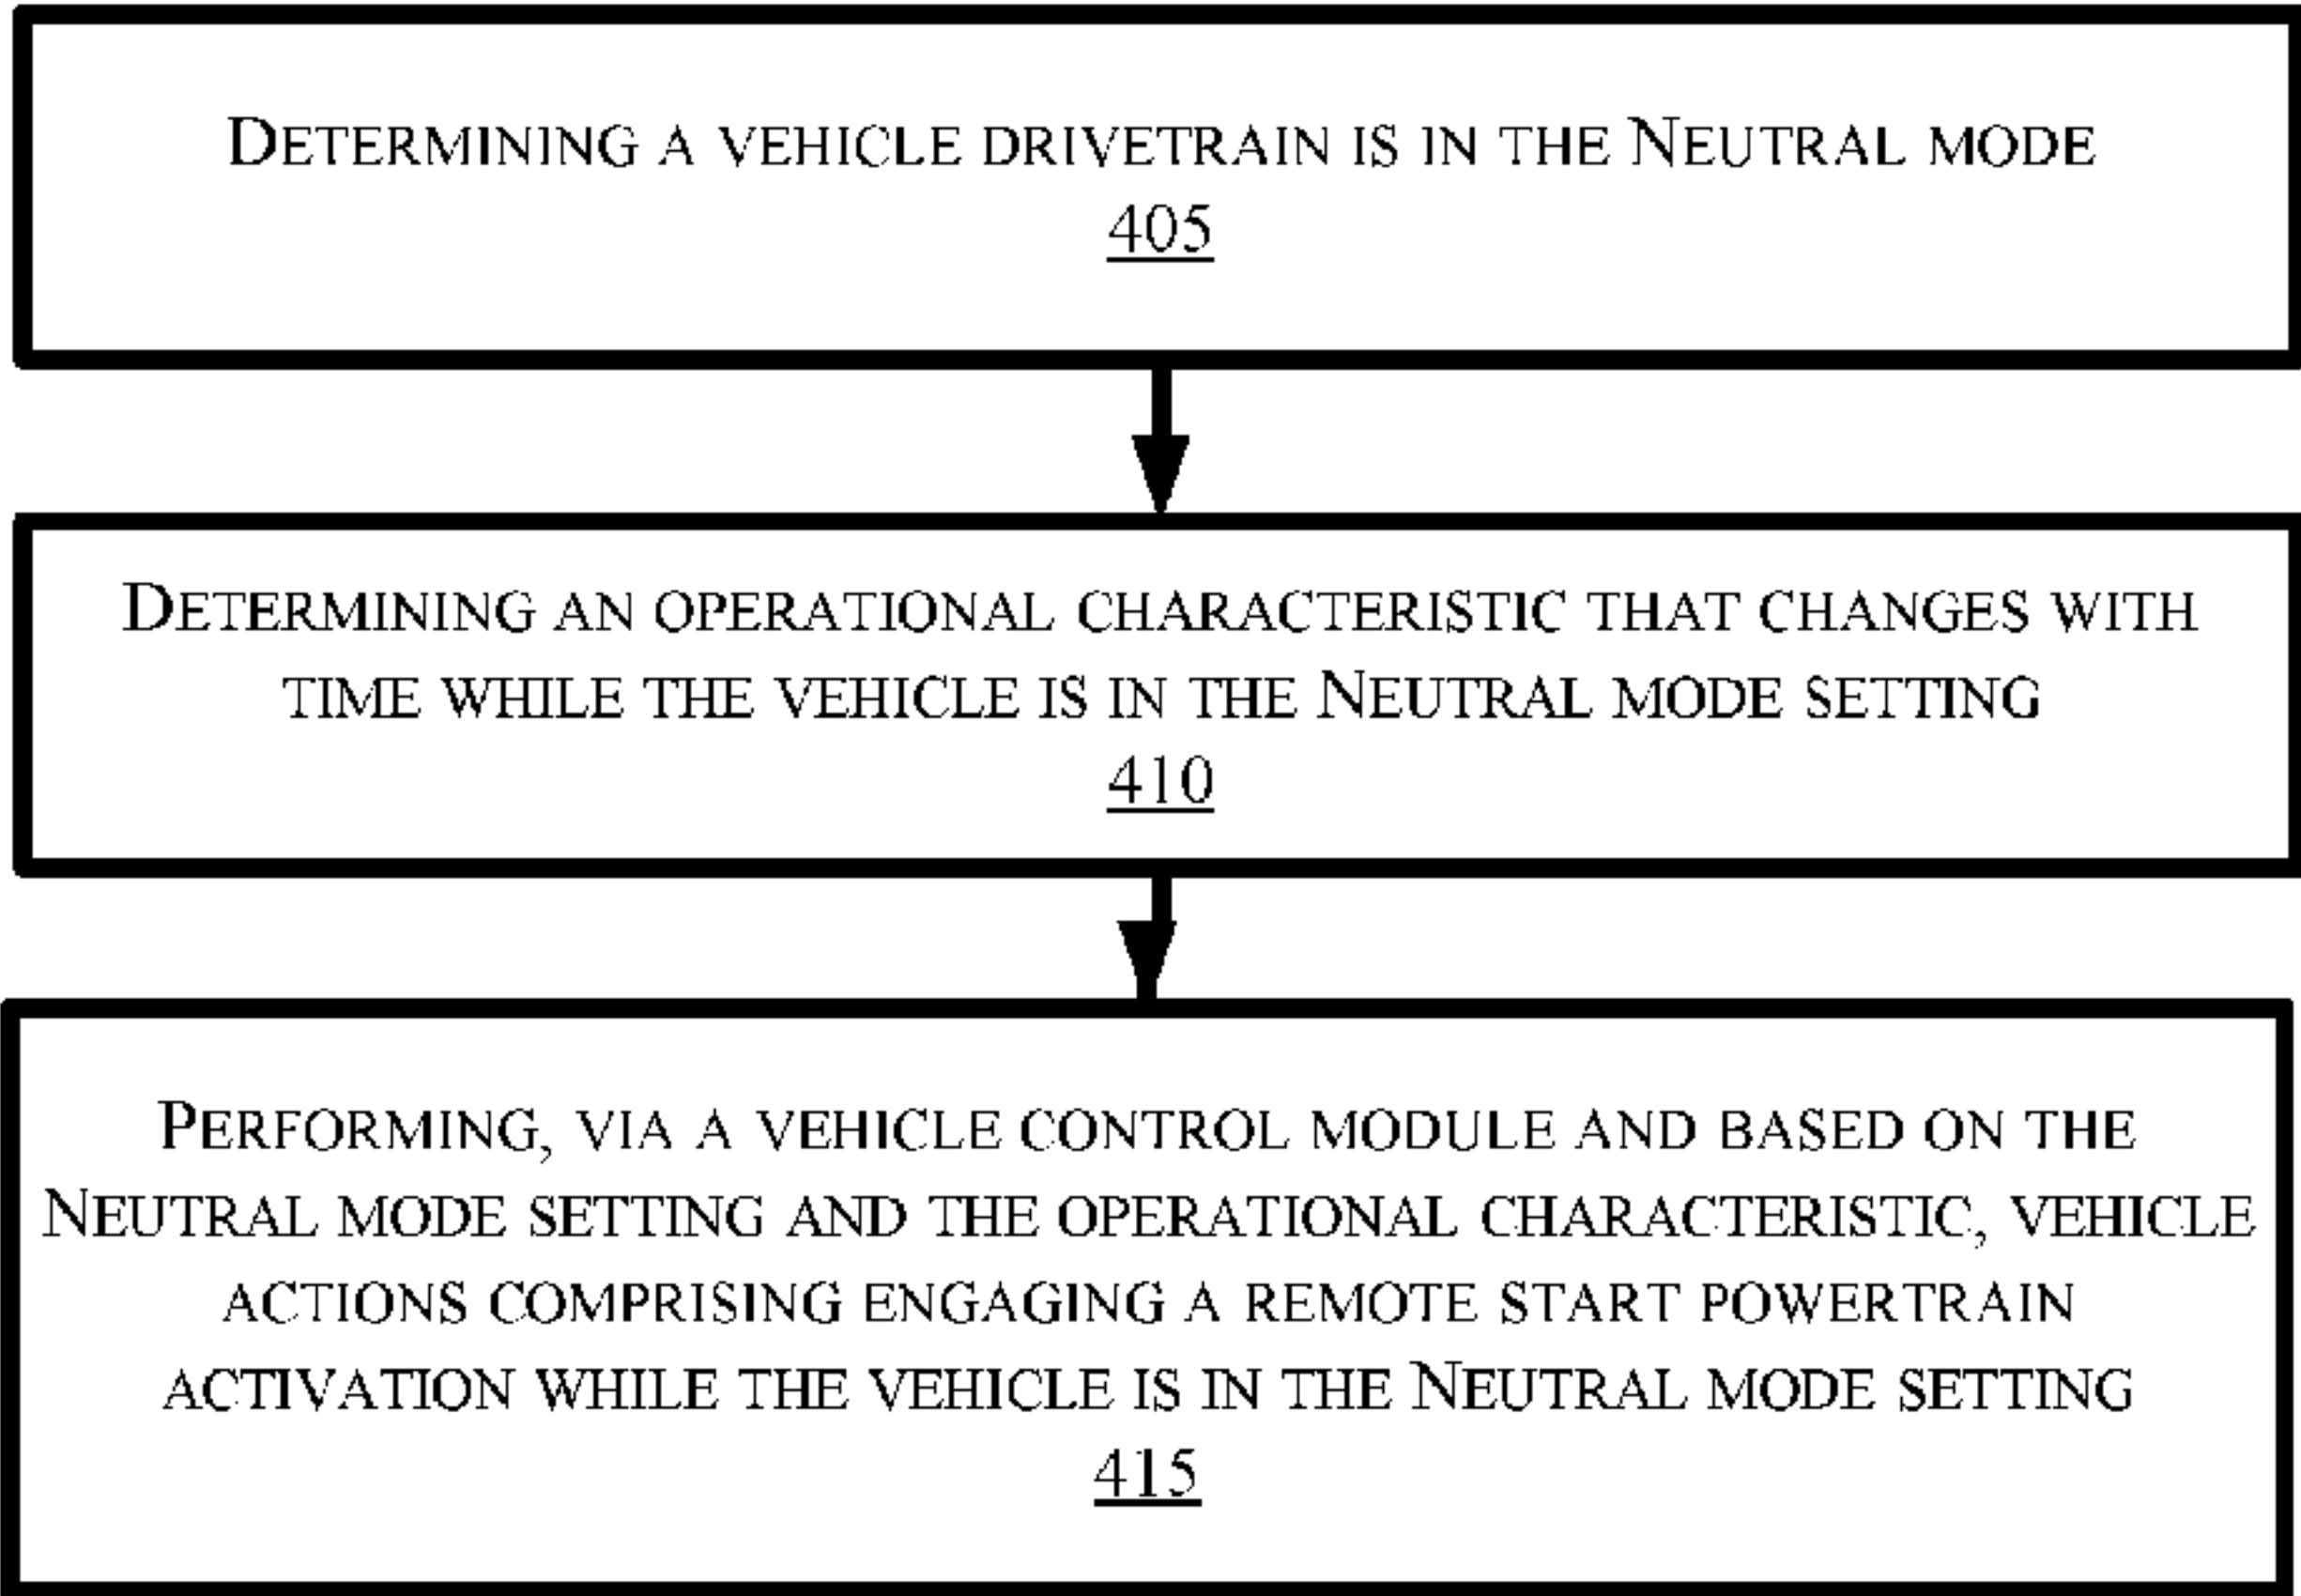 Determining a vehicle drivetrain is in the Neutral mode
405
Determining an operational characteristic that changes with
time while the vehicle is in the Neutral mode setting
410
Performing, via a vehicle control module and based on the
Neutral mode setting and the operational characteristic, vehicle
actions comprising engaging a remote start powertrain
activation while the vehicle is in the Neutral mode setting
415